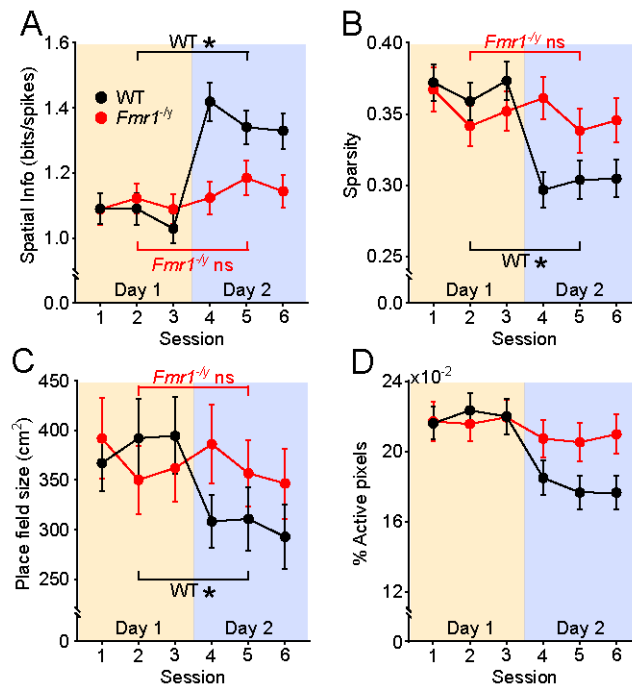 A
WT *
1.6
WT
Fmr1-/y
1.4
1.2
1.0
0.0
Spatial Info (bits/spikes)
Fmr1-/y ns
Day 1 Day 2
1 2 3 4 5 6
Session
B
Fmr1-/y ns
0.40
0.35
0.30
0.25
0.0
Sparsity
WT *
Day 1 Day 2
1 2 3 4 5 6
Session
C
Fmr1-/y ns
450
400
350
300
250
0
Place field size (cm²)
WT *
Day 1 Day 2
1 2 3 4 5 6
Session
D
x10-2
22
18
12
0
% Active pixels
Day 1 Day 2
1 2 3 4 5 6
Session